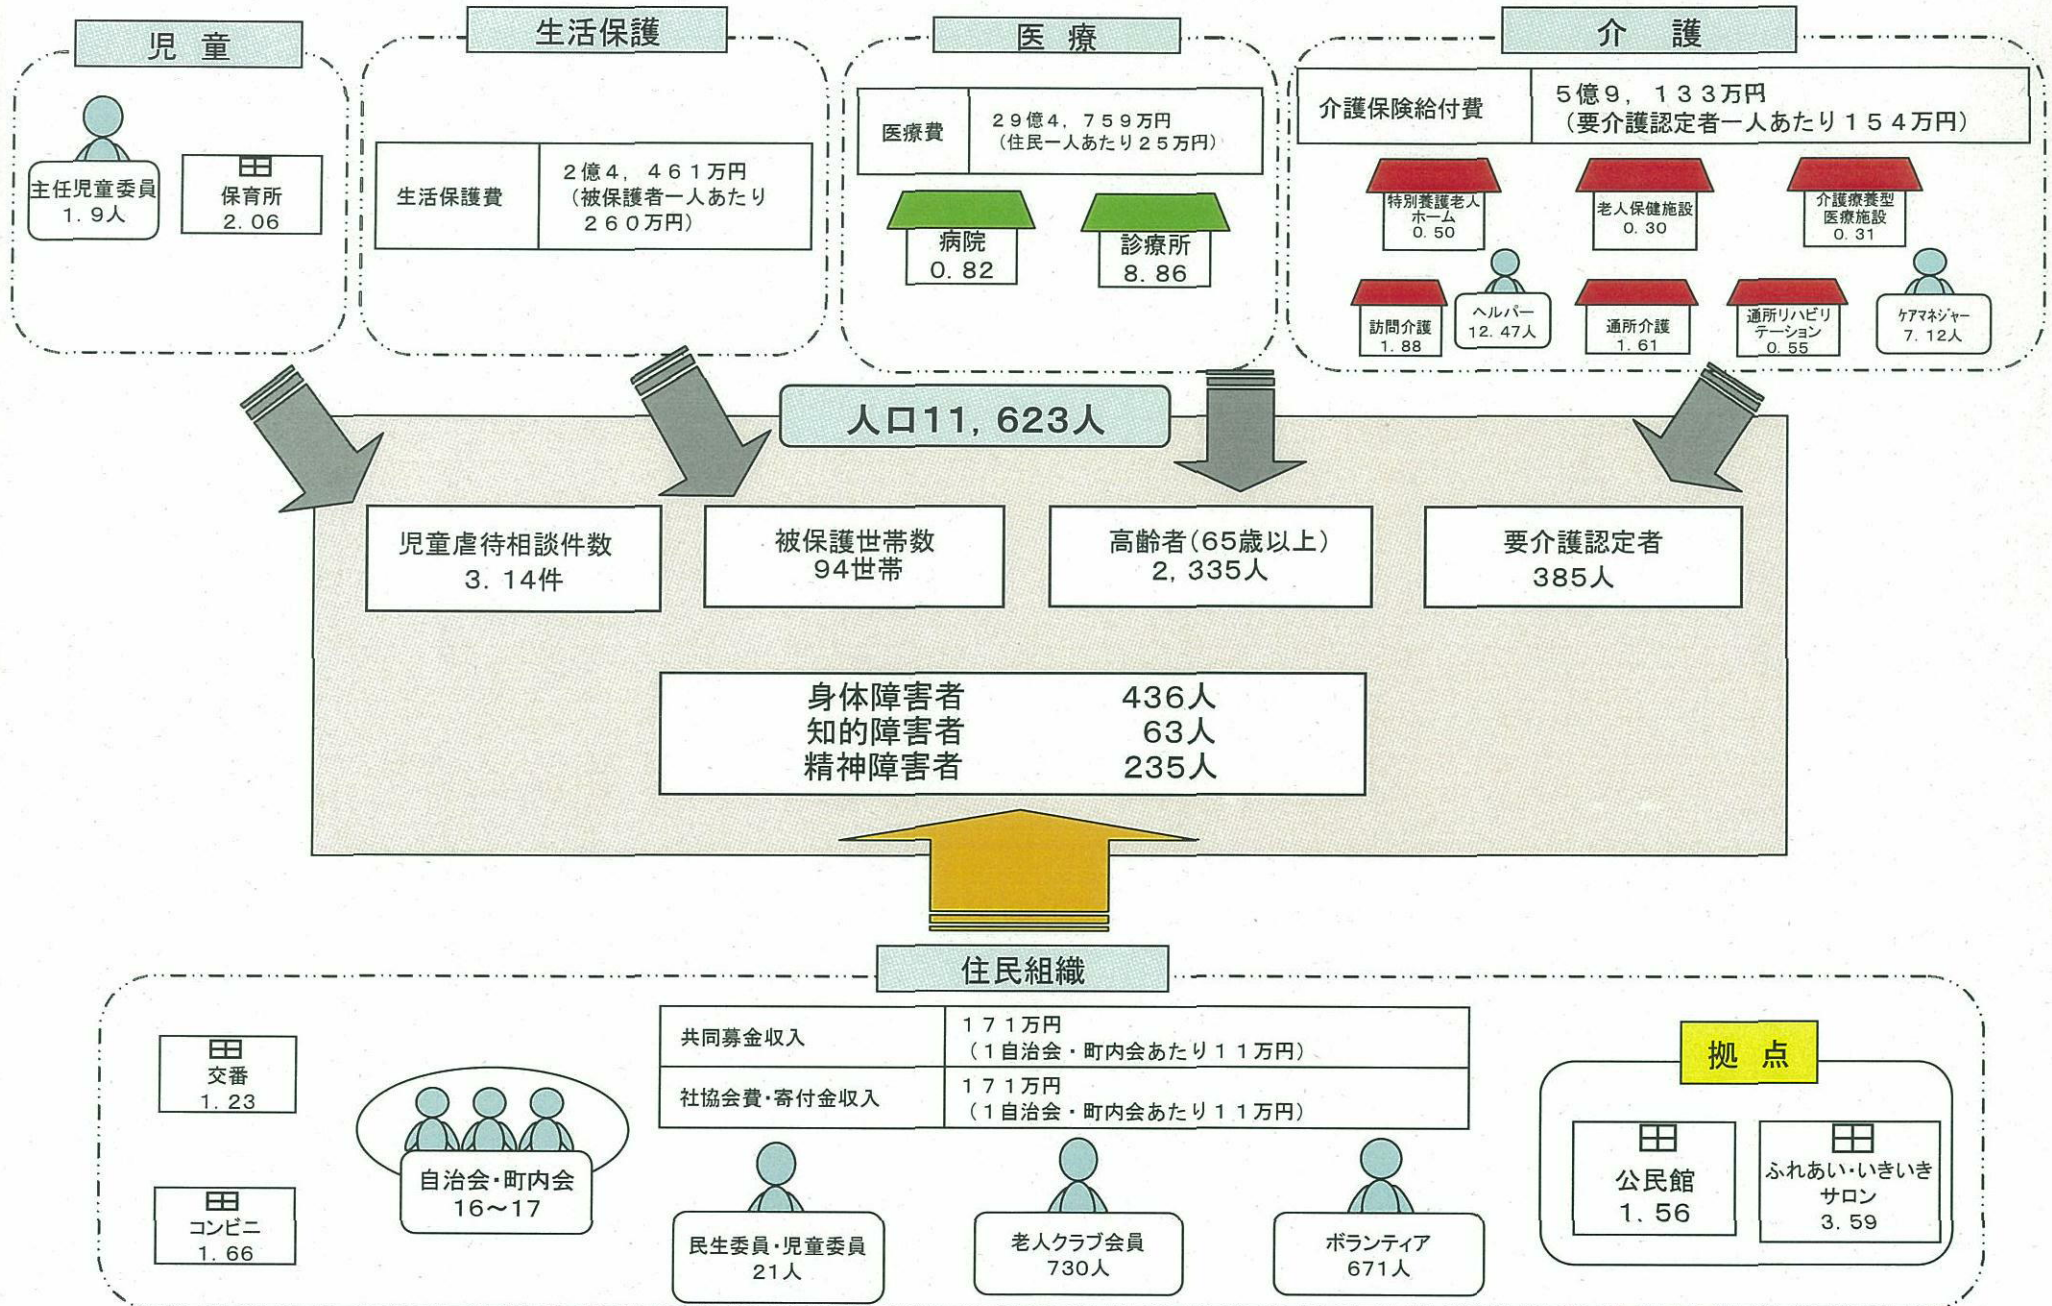 児 童
主任児童委員
１．９人
保育所
２．０６
生活保護
生活保護費
２億４，４６１万円
（被保護者一人あたり
２６０万円）
医 療
医療費
２９億４，７５９万円
（住民一人あたり２５万円）
病院
０．８２
診療所
８．８６
介　護
介護保険給付費
５億９，１３３万円
（要介護認定者一人あたり１５４万円）
特別養護老人
ホーム
０．５０
老人保健施設
０．３０
介護療養型
医療施設
０．３１
訪問介護
１．８８
ヘルパー
１２．４７人
通所介護
１．６１
通所リハビリ
テーション
０．５５
ケアマネジャー
７．１２人
人口11，623人
児童虐待相談件数
３．１４件
被保護世帯数
94世帯
高齢者（65歳以上）
２，335人
要介護認定者
385人
身体障害者　436人
知的障害者　63人
精神障害者　235人
住民組織
交番
１．２３
コンビニ
１．６６
自治会・町内会
16～17
共同募金収入
１７１万円
（１自治会・町内会あたり１１万円）
社協会費・寄付金収入
１７１万円
（１自治会・町内会あたり１１万円）
民生委員・児童委員
21人
老人クラブ会員
730人
ボランティア
671人
拠 点
公民館
１．５６
ふれあい・いきいき
サロン
３．５９